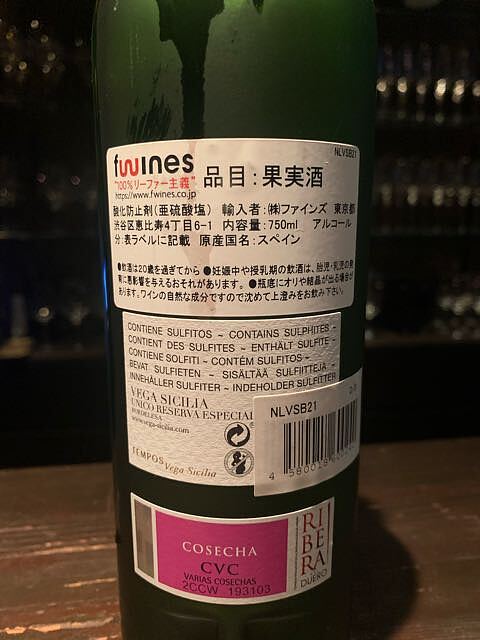 NLVSB21
fwines
"100%リーファー主義"
https://www.fwines.co.jp
品目:果実酒
酸化防止剤(亜硫酸塩) 輸入者:㈱ファインズ 東京都
渋谷区恵比寿4丁目6-1 内容量:750ml アルコール
分:表ラベルに記載 原産国名:スペイン
●飲酒は20歳を過ぎてから ●妊娠中や授乳期の飲酒は、胎児・乳児の発
育に悪影響を与えるおそれがあります。 ●瓶底にオリや結晶が出る場合が
あります。ワインの自然な成分ですので沈めて上澄みをお飲み下さい。
CONTIENE SULFITOS ~ CONTAINS SULPHITES ~
CONTIENT DES SULFITES ~ ENTHÄLT SULFITE ~
CONTIENE SOLFITI ~ CONTÉM SULFITOS ~
BEVAT SULFIETEN ~ SISÄLTÄÄ SULFIITTEJA ~
INNEHÅLLER SULFITER ~ INDEHOLDER SULFITTER
VEGA SICILIA
UNICO RESERVA ESPECIAL
BORDELESA
www.vega-sicilia.com
TEMPOS Vega Sicilia
NLVSB21
4 580018
COSECHA
CVC
VARIAS COSECHAS
2CCW 193103
RIBERA
DUERO